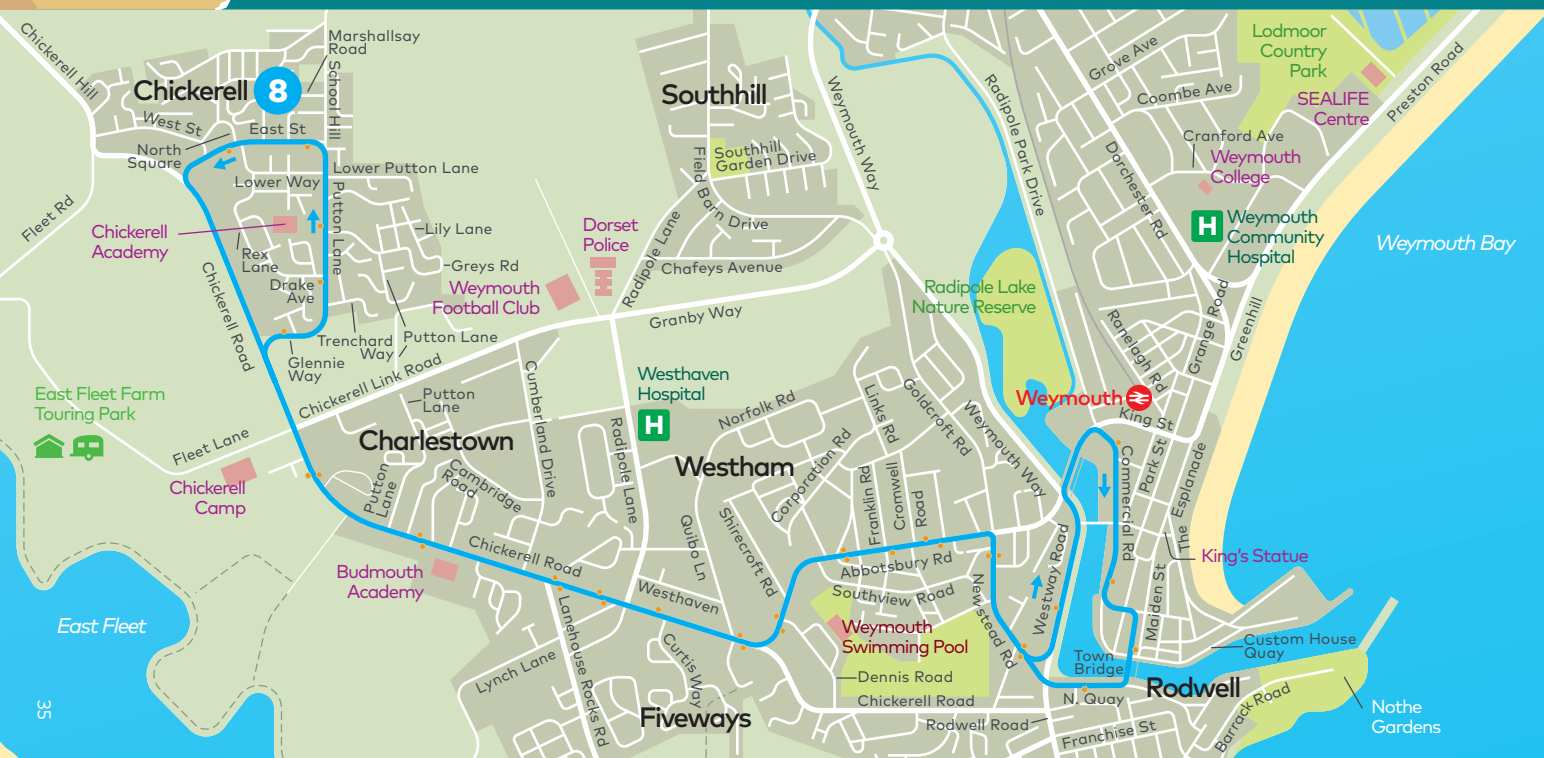 Chickerell Hill
Marshallsay
Road
School Hill
Chickerell
8
West St
East St
North
Square
Lower Way
Lower Putton Lane
Putton Lane
Fleet Rd
Chickerell
Academy
Lily Lane
Rex
Lane
Greys Rd
Drake
Ave
Chickerell Road
Trenchard
Way
Putton Lane
Glennie
Way
Chickerell Link Road
Weymouth
Football Club
Dorset
Police
Southhill
Southhill
Garden Drive
Field Barn Drive
Radipole Lane
Chafeys Avenue
Granby Way
Weymouth Way
Radipole Park Drive
Grove Ave
Coombe Ave
Lodmoor
Country
Park
SEALIFE
Centre
Preston Road
Cranford Ave
Weymouth
College
Dorchester Rd
H
Weymouth
Community
Hospital
Weymouth Bay
Radipole Lake
Nature Reserve
Ranelagh Rd
Grange Road
Greenhill
Weymouth
King St
East Fleet Farm
Touring Park
Fleet Lane
Chickerell
Camp
Charlestown
Putton
Lane
Putton
Lane
Cambridge
Road
Cumberland Drive
Radipole Lane
Westhaven
Hospital
H
Norfolk Rd
Westham
Corporation Rd
Links Rd
Goldcroft Rd
Weymouth Way
Franklin Rd
Cromwell
Road
Quibo Ln
Shirecroft Rd
Chickerell Road
Budmouth
Academy
Westhaven
Abbotsbury Rd
Southview Road
Newstead Rd
Westway Road
Commercial Rd
Park St
The Esplanade
King's Statue
Maiden St
Custom House
Quay
Town
Bridge
Weymouth
Swimming Pool
Dennis Road
Chickerell Road
Rodwell Road
N. Quay
Rodwell
Franchise St
Barrack Road
Nothe
Gardens
East Fleet
Lynch Lane
Lanehouse Rocks Rd
Curtis Way
Fiveways
35